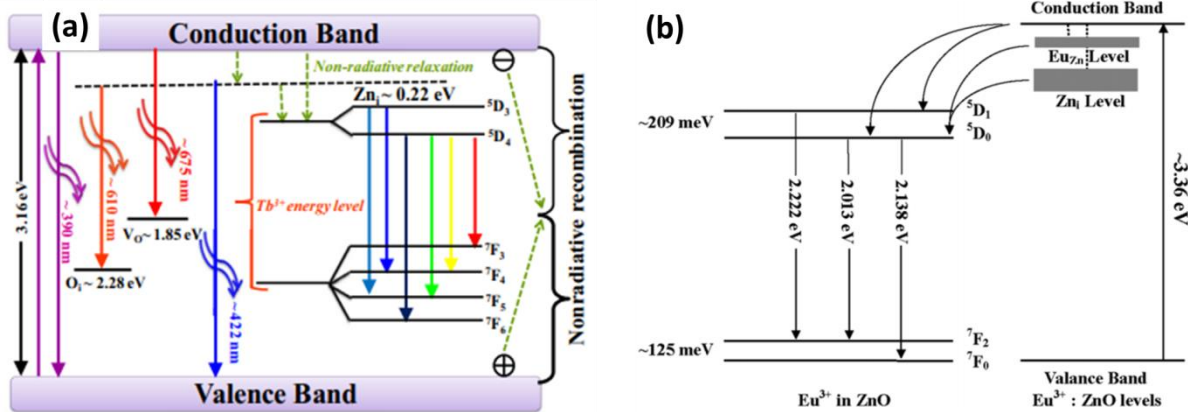 (a)
Conduction Band
Non-radiative relaxation
Zni ~ 0.22 eV
⁵D₃
⁵D₄
3.16 eV
~390 nm
~610 nm
~675 nm
~422 nm
Tb³⁺ energy level
VO ~ 1.85 eV
Oi ~ 2.28 eV
⁷F₃
⁷F₄
⁷F₅
⁷F₆
Nonradiative recombination
Valence Band
(b)
Conduction Band
EuZn Level
Zni Level
⁵D₁
~209 meV
⁵D₀
2.222 eV
2.013 eV
2.138 eV
~3.36 eV
⁷F₂
~125 meV
⁷F₀
Eu³⁺ in ZnO
Valance Band
Eu³⁺ : ZnO levels